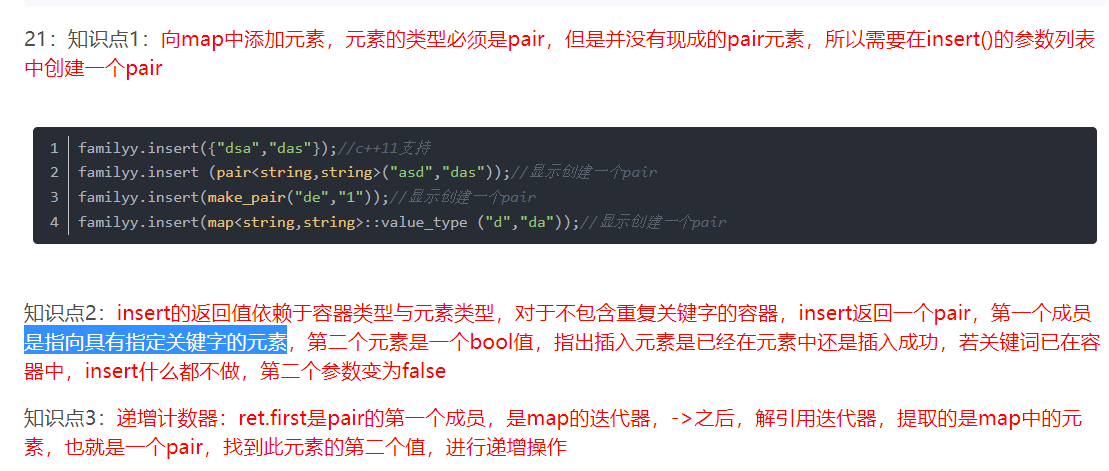 21：知识点1：向map中添加元素，元素的类型必须是pair，但是并没有现成的pair元素，所以需要在insert()的参数列表
中创建一个pair
1 familyy.insert({"dsa","das"});//c++11支持
2 familyy.insert (pair<string,string>("asd","das"));//显示创建一个pair
3 familyy.insert(make_pair("de","1"));//显示创建一个pair
4 familyy.insert(map<string,string>::value_type ("d","da"));//显示创建一个pair
知识点2：insert的返回值依赖于容器类型与元素类型，对于不包含重复关键字的容器，insert返回一个pair，第一个成员
是指向具有指定关键字的元素，第二个元素是一个bool值，指出插入元素是已经在元素中还是插入成功，若关键词已在
容器中，insert什么都不做，第二个参数变为false
知识点3：递增计数器：ret.first是pair的第一个成员，是map的迭代器，->之后，解引用迭代器，提取的是map中的元
素，也就是一个pair，找到此元素的第二个值，进行递增操作